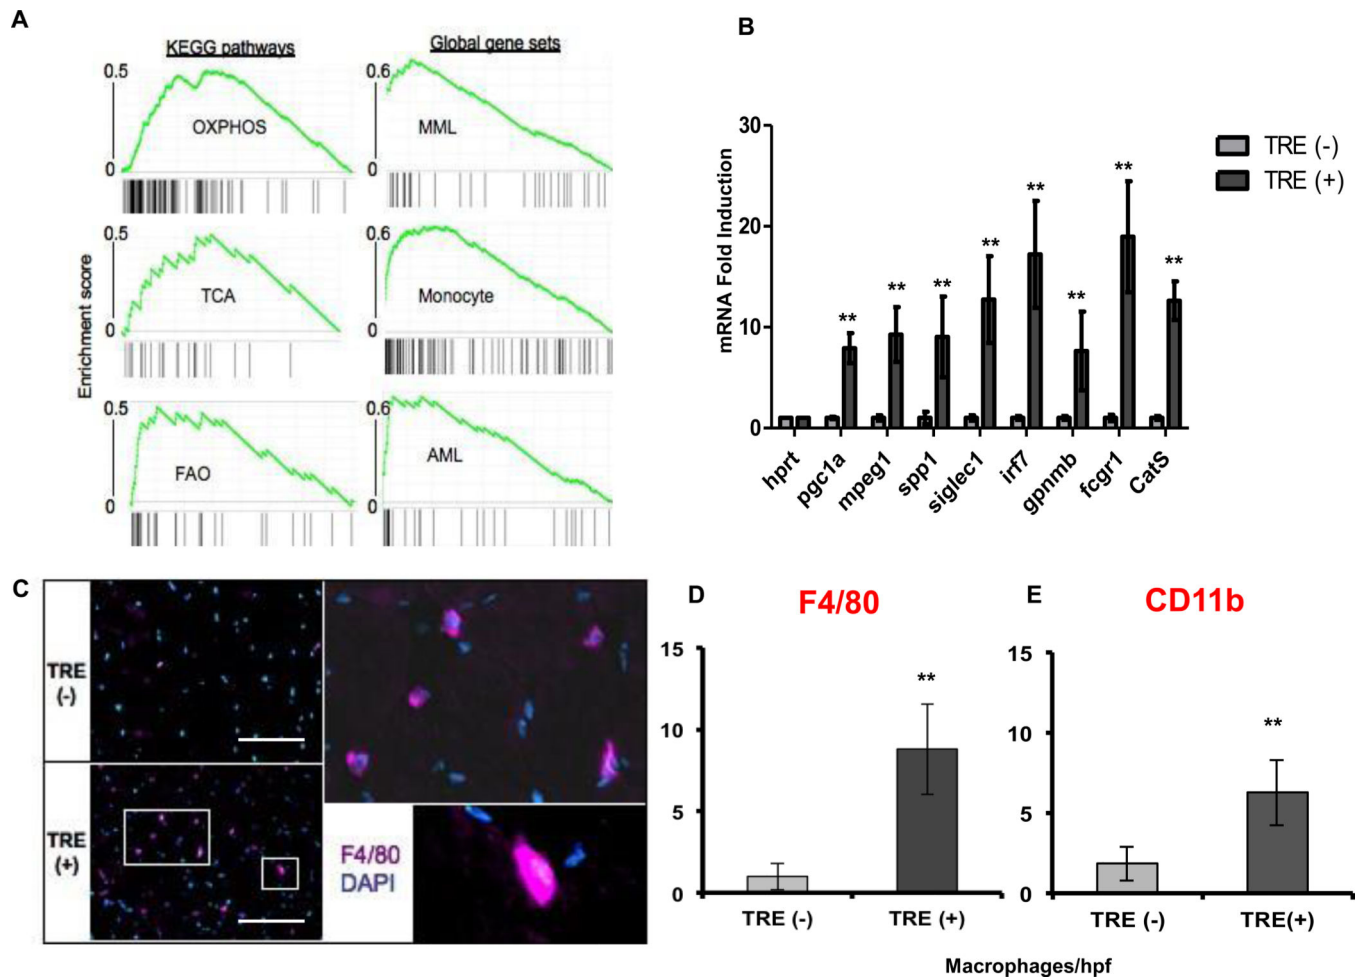 A
KEGG pathways
Global gene sets
Enrichment score
0.5
OXPHOS
0
0.6
MML
0
0.5
TCA
0
0.6
Monocyte
0
0.5
FAO
0
0.6
AML
0
B
mRNA Fold Induction
30
20
10
0
** ** ** ** ** ** ** **
hprt pgc1a mpeg1 spp1 siglec1 irf7 gpnmb fcgr1 CatS
TRE (-)
TRE (+)
C
TRE
(-)
TRE
(+)
F4/80
DAPI
D
F4/80
15
10
5
0
**
TRE (-) TRE (+)
E
CD11b
15
10
5
0
**
TRE (-) TRE(+)
Macrophages/hpf